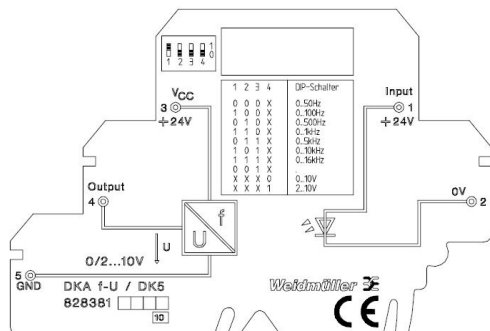 1
0
1 2 3 4
1 2 3 4 DIP-Schalter
0 0 0 X 0..50Hz
1 0 0 X 0..100Hz
0 1 0 X 0..500Hz
1 1 0 X 0..1kHz
0 1 1 X 0..5kHz
1 0 1 X 0..10kHz
1 1 1 X 0..16kHz
0 0 1 X
X X X 0 0..10V
X X X 1 2..10V
VCC
3
÷24V
Input
1
÷24V
Output
4
0V
2
f
U
U
0/2...10V
5
GND
DKA f-U / DK5
828381
10
Weidmüller
CE